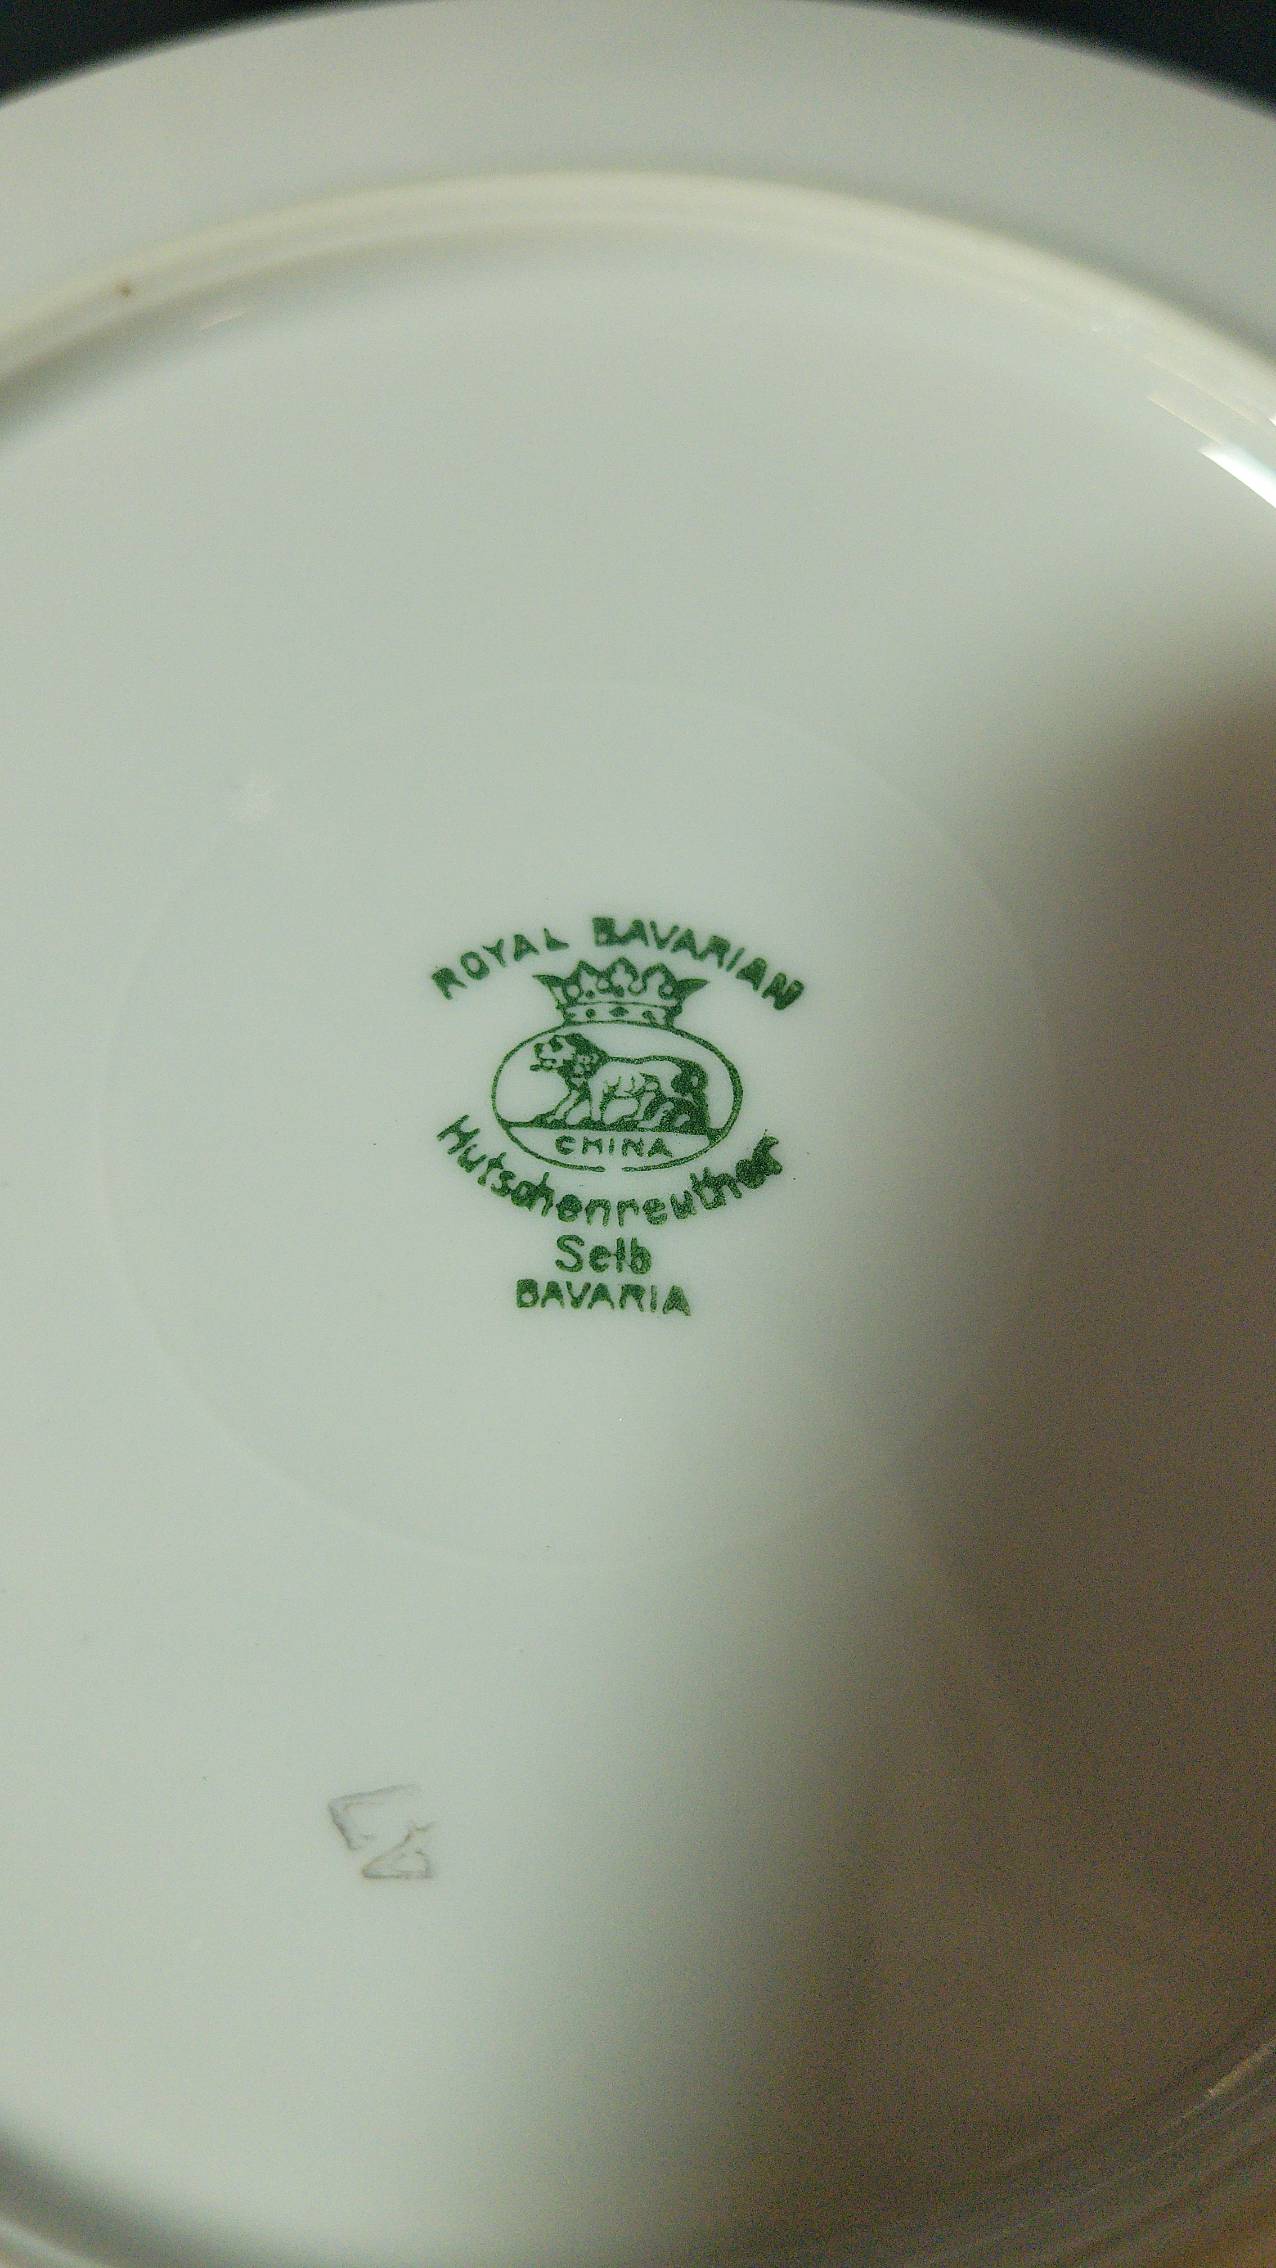 ROYAL BAVARIAN
CHINA
Hutschenreuther
Selb
BAVARIA